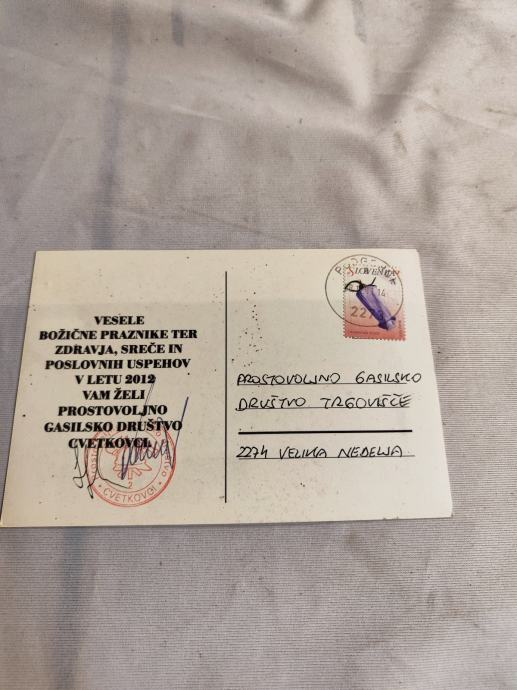 VESELE
BOŽIČNE PRAZNIKE TER
ZDRAVJA, SREČE IN
POSLOVNIH USPEHOV
V LETU 2012
VAM ŽELI
PROSTOVOLJNO
GASILSKO DRUŠTVO
CVETKOVCI
CVETKOVCI
SLOVENIJA
PROSTOVOLJNO GASILSKO
DRUŠTVO TRGOVIŠČE
2274 VELIKA NEDELJA